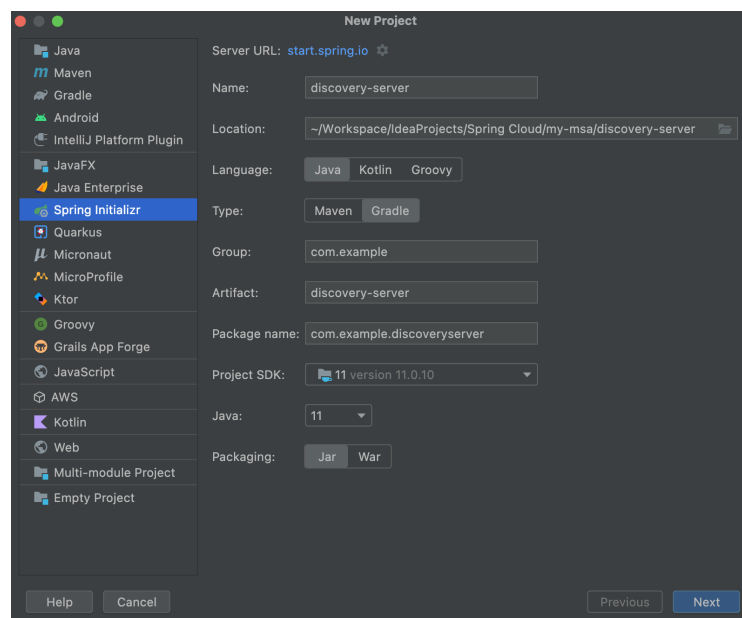 New Project
Java
Maven
Gradle
Android
IntelliJ Platform Plugin
JavaFX
Java Enterprise
Spring Initializr
Quarkus
Micronaut
MicroProfile
Ktor
Groovy
Grails App Forge
JavaScript
AWS
Kotlin
Web
Multi-module Project
Empty Project
Server URL: start.spring.io
Name: discovery-server
Location: ~/Workspace/IdeaProjects/Spring Cloud/my-msa/discovery-server
Language: Java Kotlin Groovy
Type: Maven Gradle
Group: com.example
Artifact: discovery-server
Package name: com.example.discoveryserver
Project SDK: 11 version 11.0.10
Java: 11
Packaging: Jar War
Help Cancel Previous Next